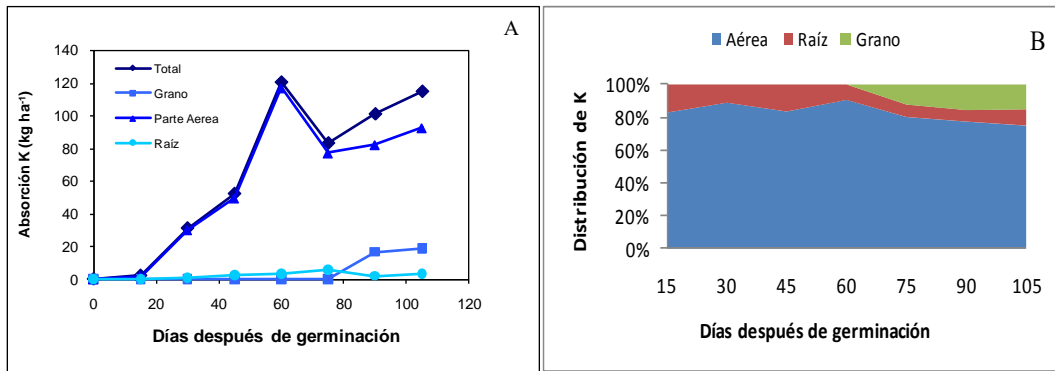 A
Absorción K (kg ha⁻¹)
140
120
100
80
60
40
20
0
Total
Grano
Parte Aerea
Raíz
0 20 40 60 80 100 120
Días después de germinación
B
Aérea Raíz Grano
Distribución de K
100%
80%
60%
40%
20%
0%
15 30 45 60 75 90 105
Días después de germinación